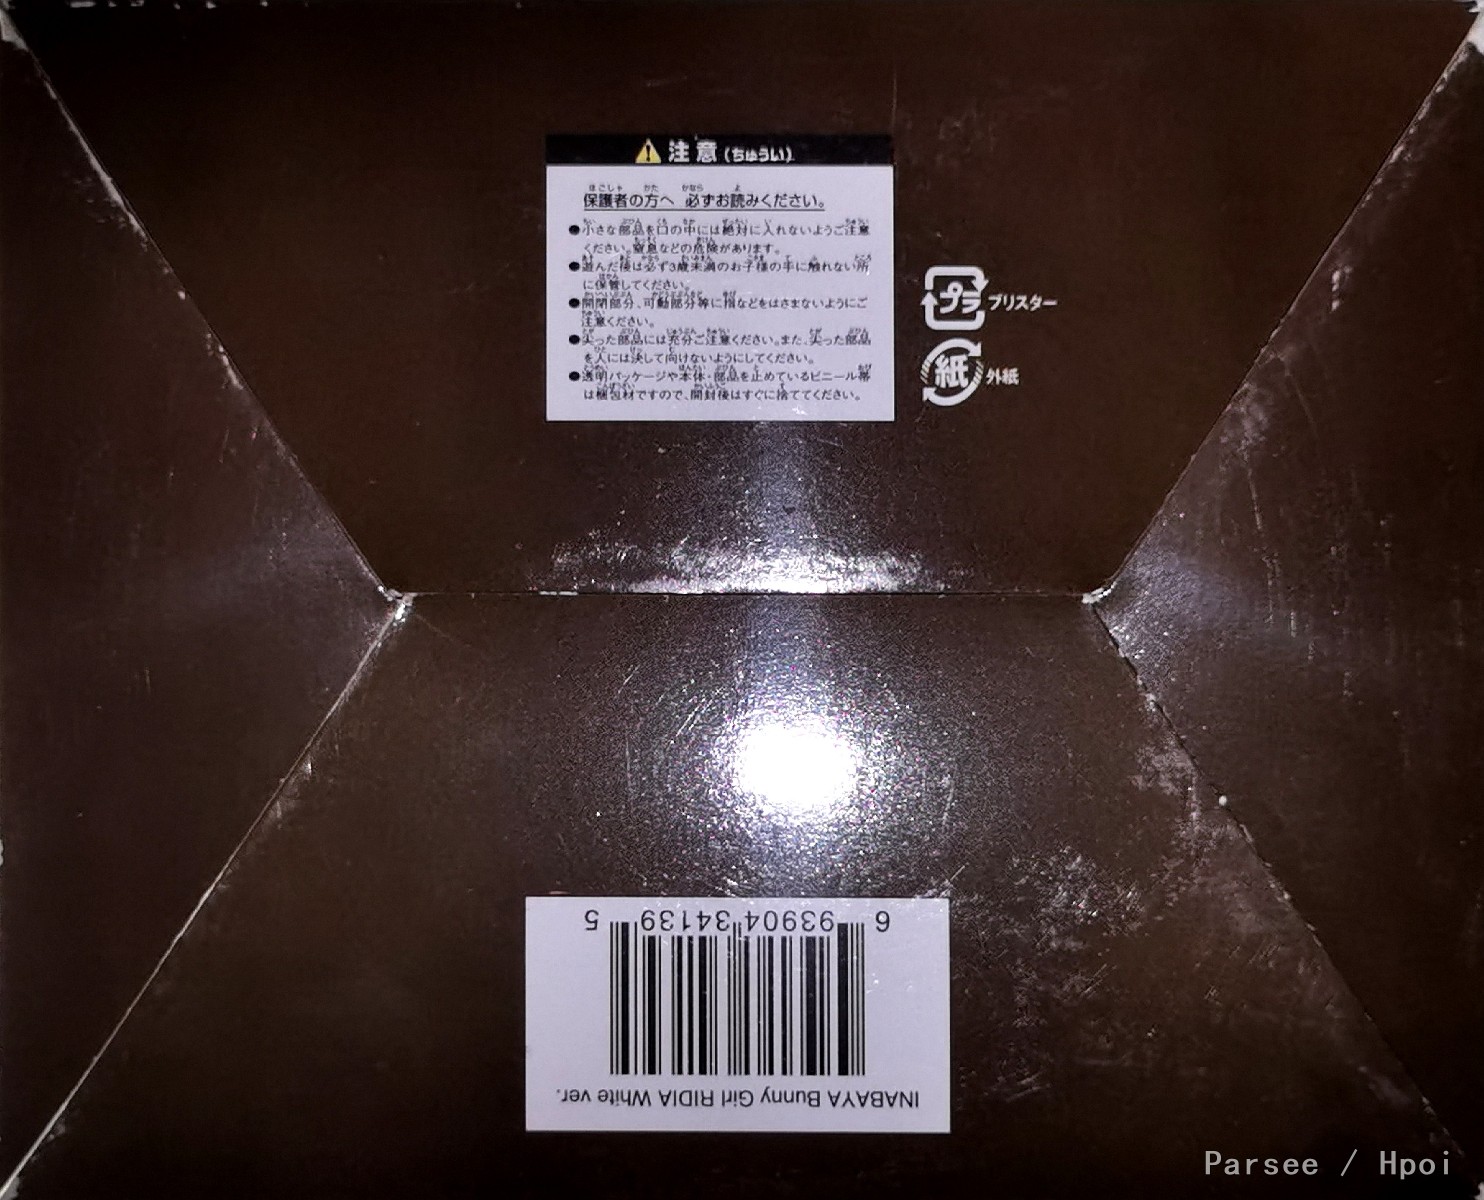 注意(ちゅうい)
保護者の方へ 必ずお読みください。
●小さな部品を口の中には絶対に入れないようご注意
ください。窒息などの危険があります。
●遊んだ後は必ず3歳未満のお子様の手に触れない所
に保管してください。
●開閉部分、可動部分等に指などをはさまないようにご
注意ください。
●尖った部品には充分ご注意ください。また、尖った部品
を人には決して向けないようにしてください。
●透明パッケージや本体・部品を止めているビニール帯
は梱包材ですので、開封後はすぐに捨ててください。
プラ ブリスター
紙 外紙
INABAYA Bunny Girl RIDIA White ver.
6 93904 34139 5
Parsee / Hpoi